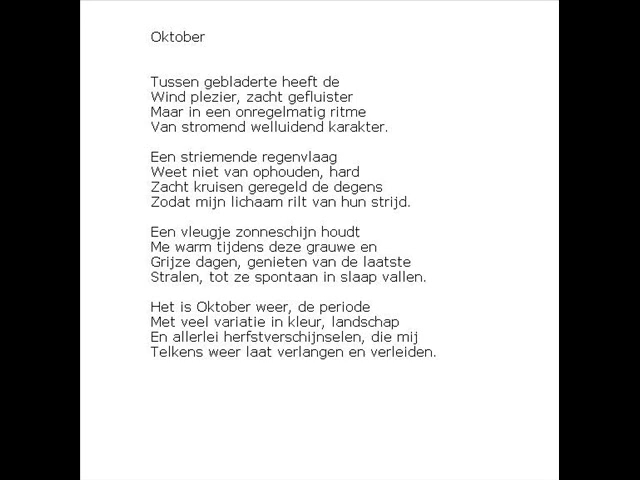 Oktober
Tussen gebladerte heeft de
Wind plezier, zacht gefluister
Maar in een onregelmatig ritme
Van stromend welluidend karakter.
Een striemende regenvlaag
Weet niet van ophouden, hard
Zacht kruisen geregeld de degens
Zodat mijn lichaam rilt van hun strijd.
Een vleugje zonneschijn houdt
Me warm tijdens deze grauwe en
Grijze dagen, genieten van de laatste
Stralen, tot ze spontaan in slaap vallen.
Het is Oktober weer, de periode
Met veel variatie in kleur, landschap
En allerlei herfstverschijnselen, die mij
Telkens weer laat verlangen en verleiden.